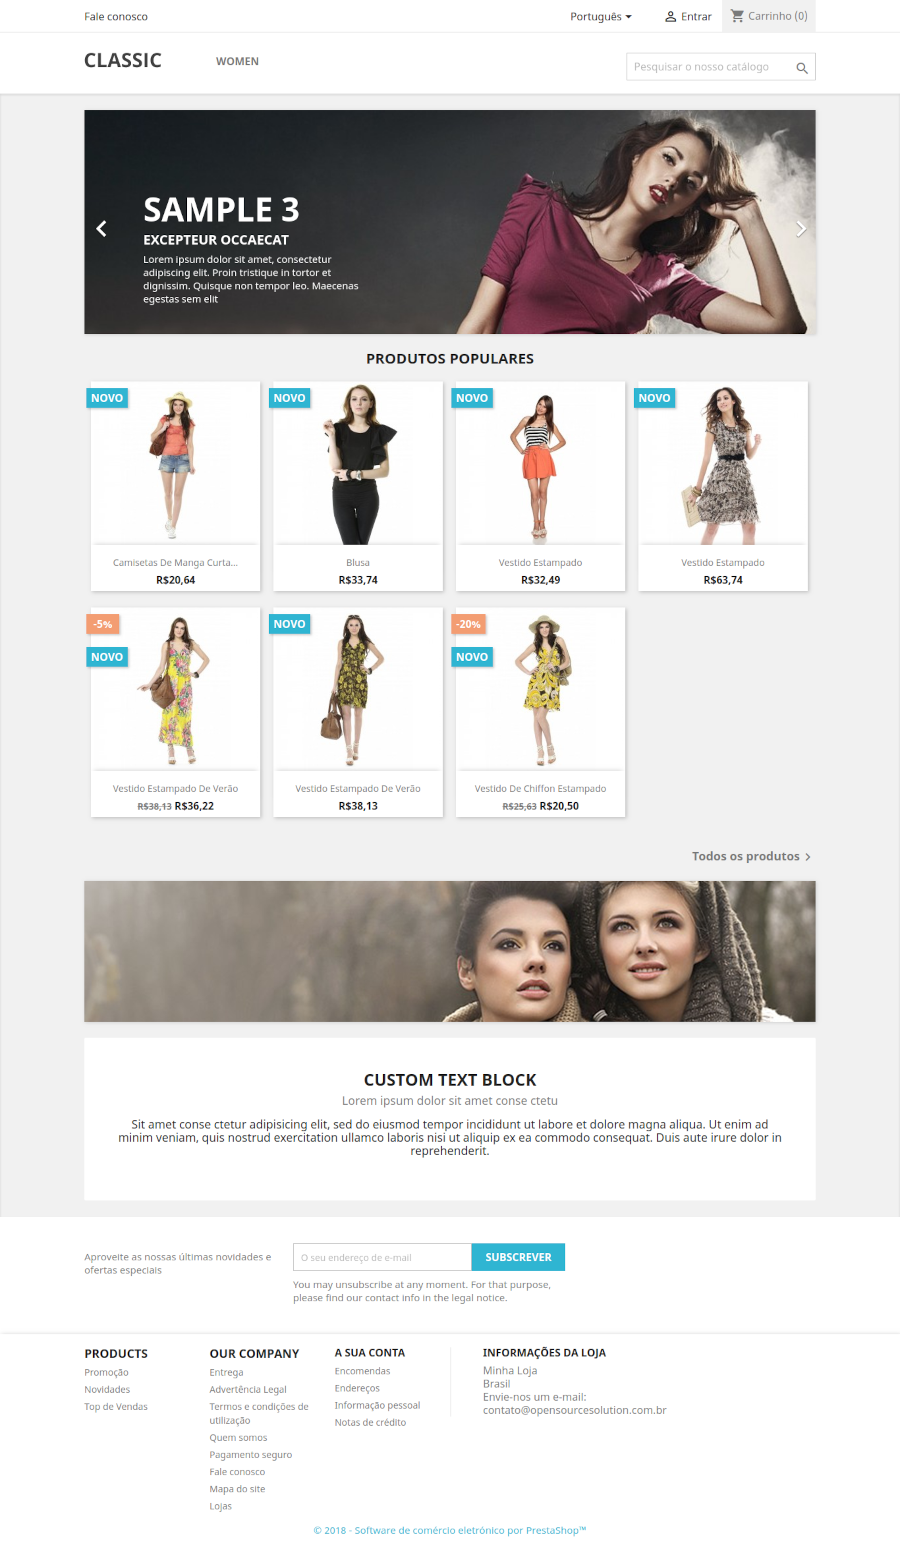 Fale conosco
Português
Entrar
Carrinho (0)
CLASSIC
WOMEN
Pesquisar o nosso catálogo
SAMPLE 3
EXCEPTEUR OCCAECAT
Lorem ipsum dolor sit amet, consectetur
adipiscing elit. Proin tristique in tortor et
dignissim. Quisque non tempor leo. Maecenas
egestas sem elit
PRODUTOS POPULARES
NOVO
Camisetas De Manga Curta...
R$20,64
NOVO
Blusa
R$33,74
NOVO
Vestido Estampado
R$32,49
NOVO
Vestido Estampado
R$63,74
-5%
NOVO
Vestido Estampado De Verão
R$38,13 R$36,22
NOVO
Vestido Estampado De Verão
R$38,13
-20%
NOVO
Vestido De Chiffon Estampado
R$25,63 R$20,50
Todos os produtos
CUSTOM TEXT BLOCK
Lorem ipsum dolor sit amet conse ctetu
Sit amet conse ctetur adipisicing elit, sed do eiusmod tempor incididunt ut labore et dolore magna aliqua. Ut enim ad
minim veniam, quis nostrud exercitation ullamco laboris nisi ut aliquip ex ea commodo consequat. Duis aute irure dolor in
reprehenderit.
Aproveite as nossas últimas novidades e
ofertas especiais
O seu endereço de e-mail
SUBSCREVER
You may unsubscribe at any moment. For that purpose,
please find our contact info in the legal notice.
PRODUCTS
Promoção
Novidades
Top de Vendas
OUR COMPANY
Entrega
Advertência Legal
Termos e condições de
utilização
Quem somos
Pagamento seguro
Fale conosco
Mapa do site
Lojas
A SUA CONTA
Encomendas
Endereços
Informação pessoal
Notas de crédito
INFORMAÇÕES DA LOJA
Minha Loja
Brasil
Envie-nos um e-mail:
contato@opensourcesolution.com.br
© 2018 - Software de comércio eletrónico por PrestaShop™